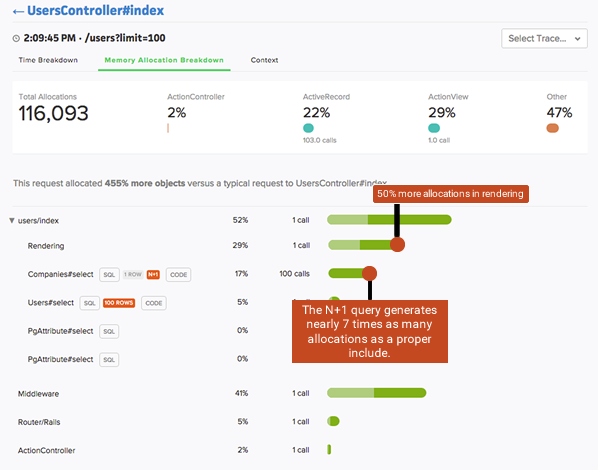 ← UsersController#index
2:09:45 PM · /users?limit=100
Select Trace...
Time Breakdown Memory Allocation Breakdown Context
Total Allocations ActionController ActiveRecord ActionView Other
116,093 2% 22% 29% 47%
103.0 calls 1.0 call
This request allocated 455% more objects versus a typical request to UsersController#index
50% more allocations in rendering
users/index 52% 1 call
Rendering 29% 1 call
Companies#select SQL 1 ROW N+1 CODE 17% 100 calls
Users#select SQL 100 ROWS CODE 5%
The N+1 query generates
nearly 7 times as many
allocations as a proper
include.
PgAttribute#select SQL 0%
PgAttribute#select SQL 0%
Middleware 41% 1 call
Router/Rails 5% 1 call
ActionController 2% 1 call